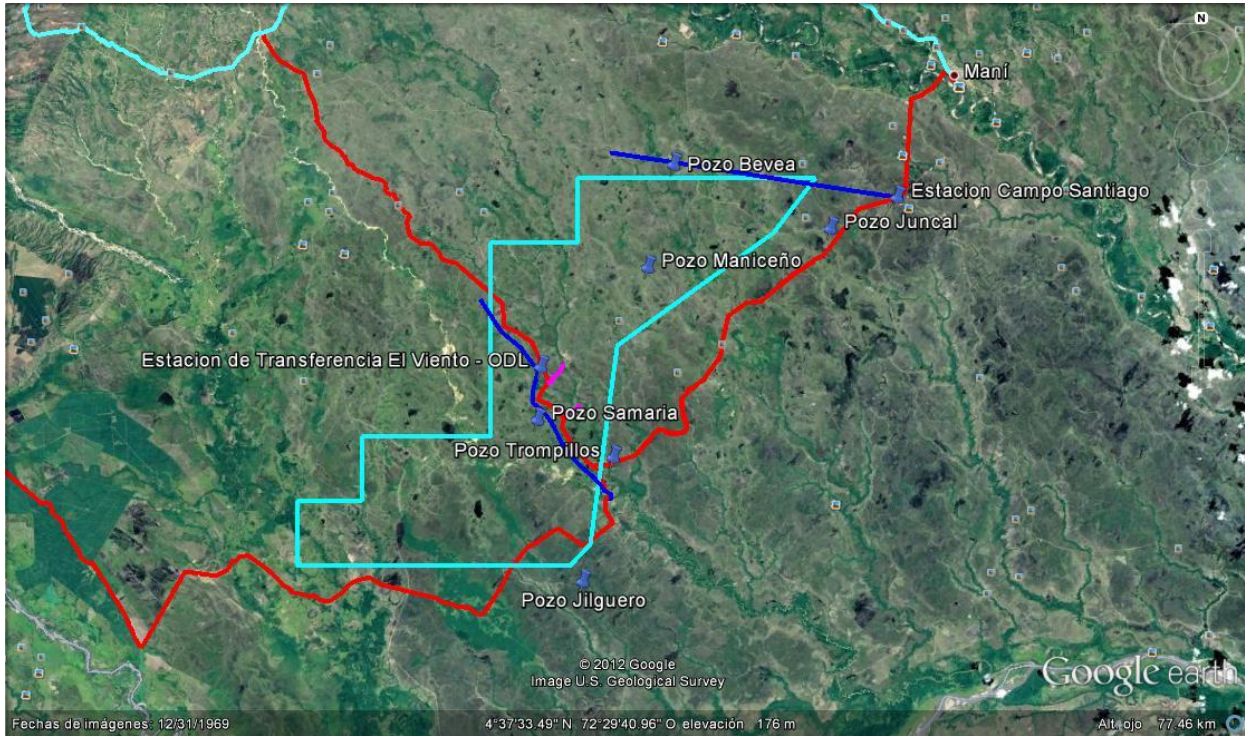 N
Maní
Pozo Bevea
Estacion Campo Santiago
Pozo Juncal
Pozo Maniceño
Estacion de Transferencia El Viento - ODL
Pozo Samaria
Pozo Trompillos
Pozo Jilguero
© 2012 Google
Image U.S. Geological Survey
Google earth
Fechas de imágenes: 12/31/1969
4°37'33.49" N 72°29'40.96" O elevación 176 m
Alt. ojo 77.46 km